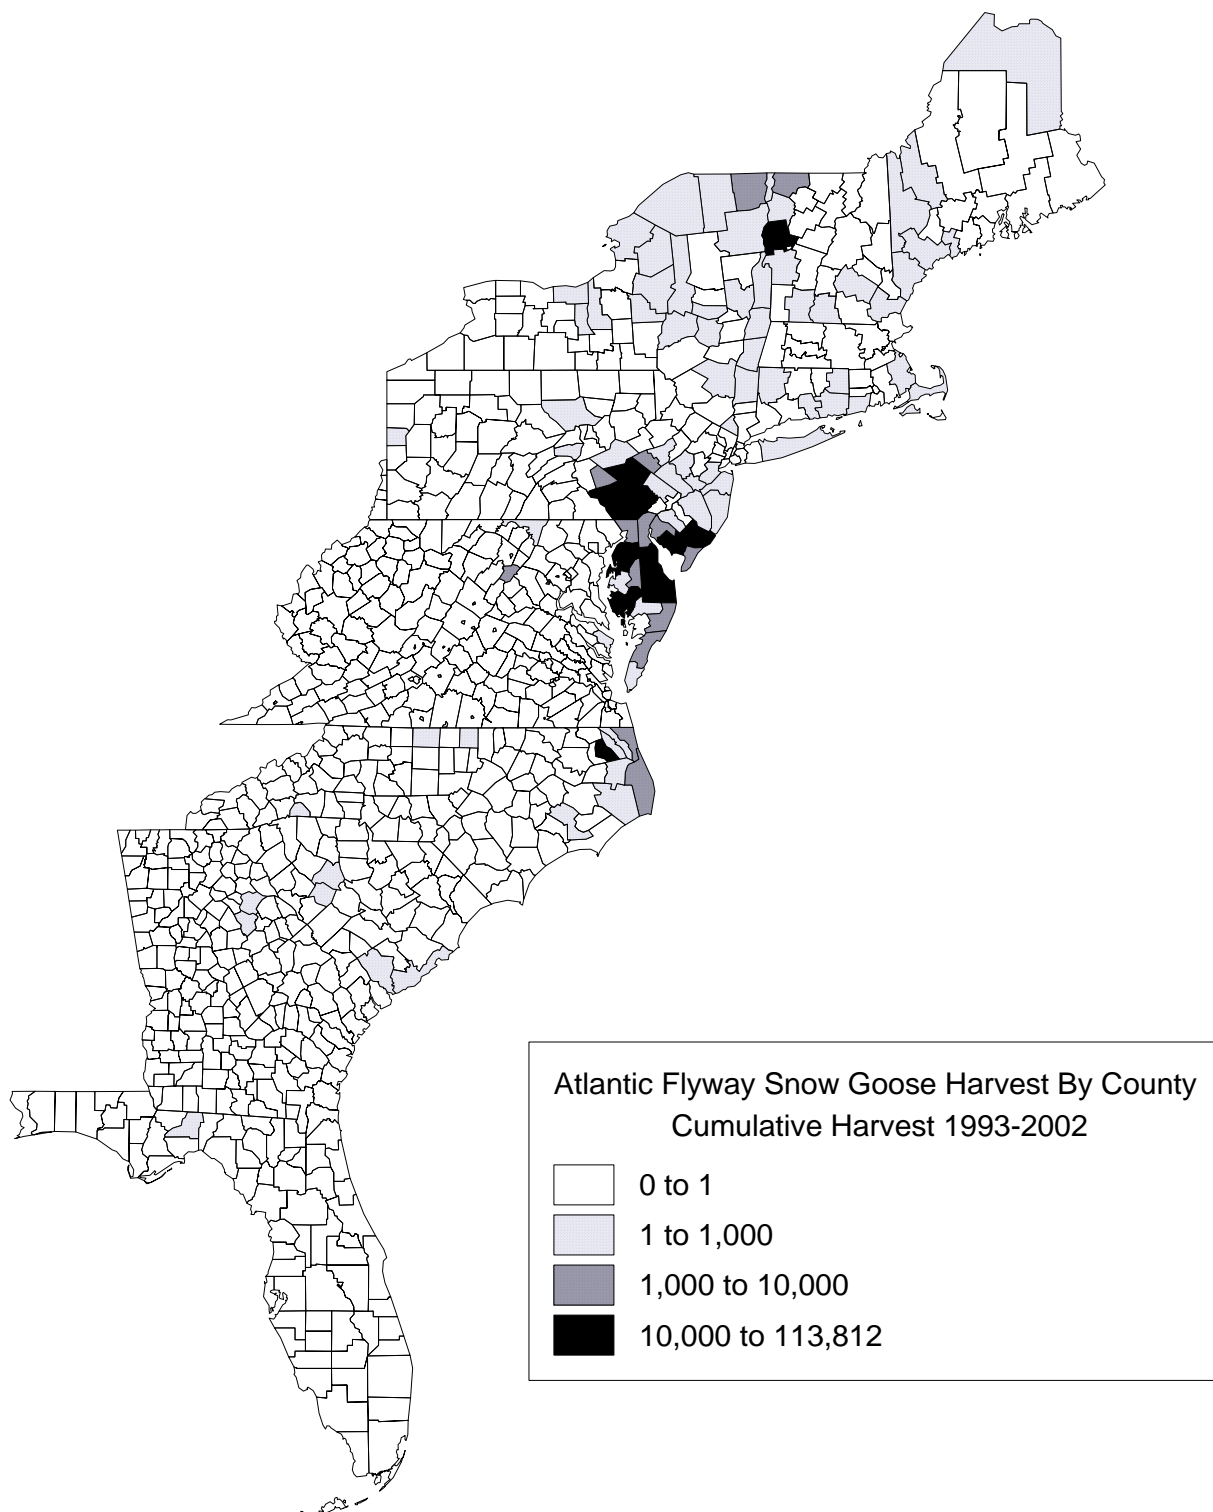 Atlantic Flyway Snow Goose Harvest By County
Cumulative Harvest 1993-2002
0 to 1
1 to 1,000
1,000 to 10,000
10,000 to 113,812